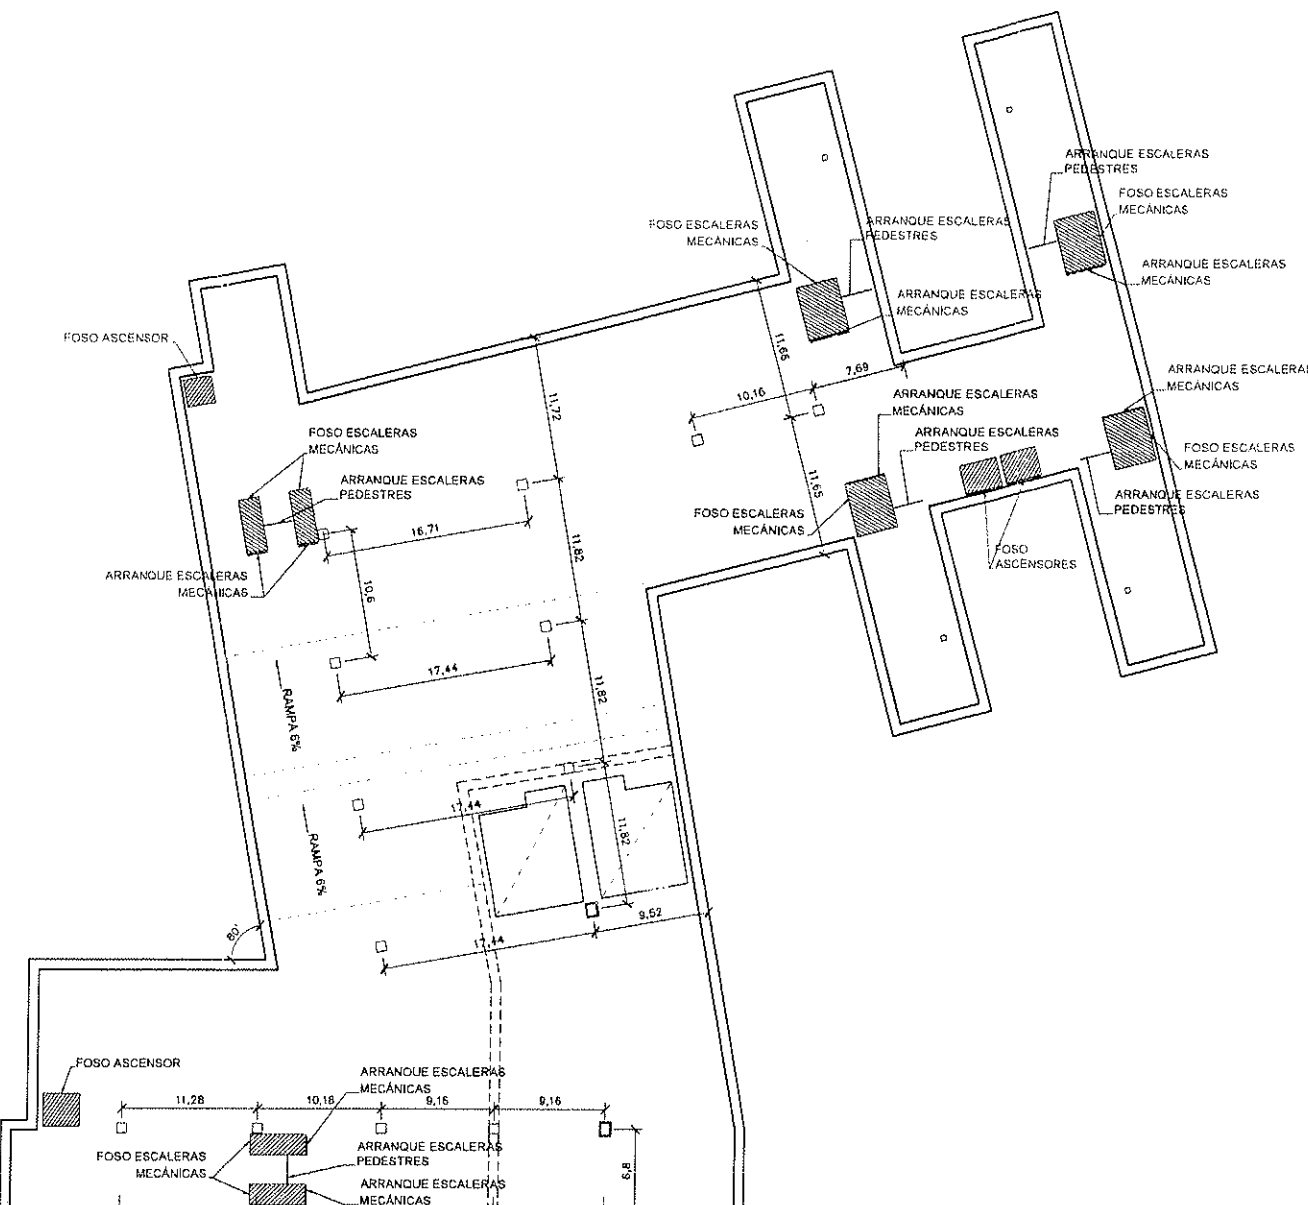 ARRANQUE ESCALERAS
PEDESTRES
FOSO ESCALERAS
MECÁNICAS
FOSO ESCALERAS
MECÁNICAS
ARRANQUE ESCALERAS
PEDESTRES
ARRANQUE ESCALERAS
MECÁNICAS
ARRANQUE ESCALERAS
MECÁNICAS
FOSO ASCENSOR
11,65
7,69
10,16
11,72
ARRANQUE ESCALERAS
MECÁNICAS
ARRANQUE ESCALERAS
MECÁNICAS
FOSO ESCALERAS
MECÁNICAS
ARRANQUE ESCALERAS
PEDESTRES
FOSO ESCALERAS
MECÁNICAS
ARRANQUE ESCALERAS
PEDESTRES
11,65
FOSO ESCALERAS
MECÁNICAS
ARRANQUE ESCALERAS
PEDESTRES
16,71
11,82
FOSO
ASCENSORES
ARRANQUE ESCALERAS
MECÁNICAS
10,6
17,44
11,82
RAMPA 6%
17,44
11,82
RAMPA 6%
9,52
17,44
80°
FOSO ASCENSOR
ARRANQUE ESCALERAS
MECÁNICAS
11,28
10,18
9,15
9,16
FOSO ESCALERAS
MECÁNICAS
ARRANQUE ESCALERAS
PEDESTRES
9,8
ARRANQUE ESCALERAS
MECÁNICAS